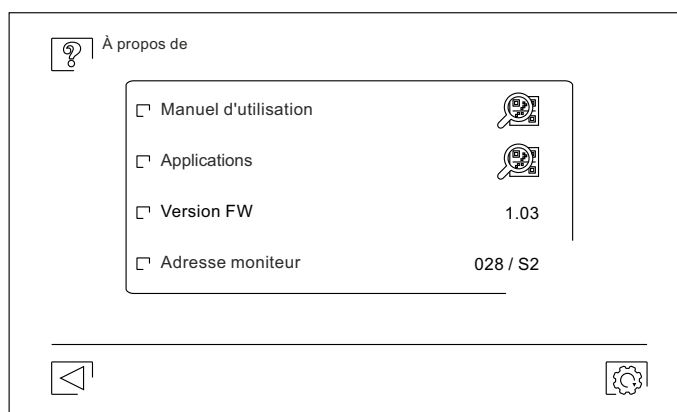 À propos de
Manuel d'utilisation
Applications
Version FW 1.03
Adresse moniteur 028 / S2